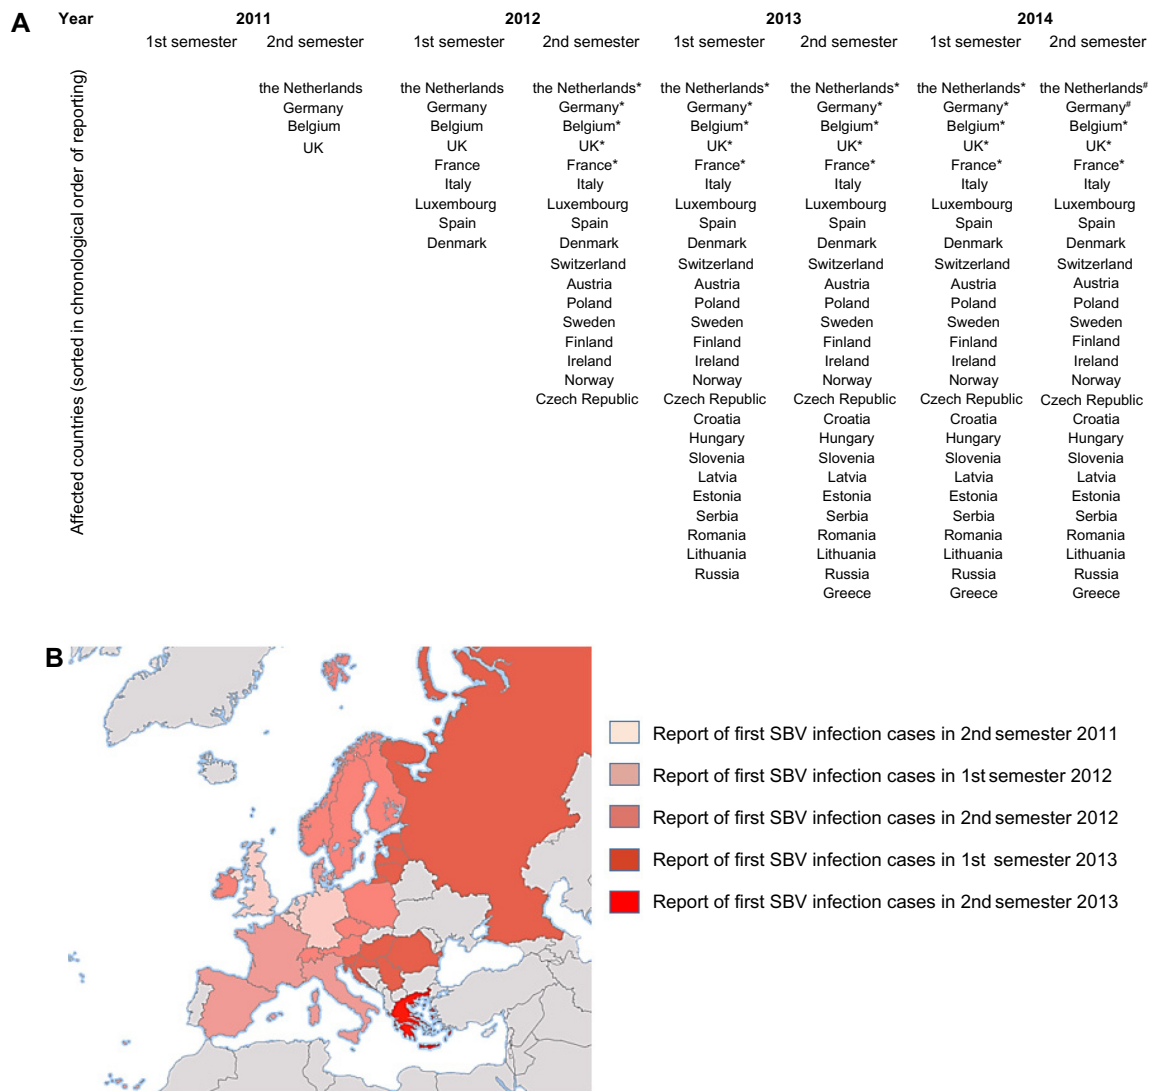 A
Year 2011 2012 2013 2014
1st semester 2nd semester 1st semester 2nd semester 1st semester 2nd semester 1st semester 2nd semester
Affected countries (sorted in chronological order of reporting)
the Netherlands the Netherlands the Netherlands* the Netherlands* the Netherlands* the Netherlands* the Netherlands#
Germany Germany Germany* Germany* Germany* Germany* Germany#
Belgium Belgium Belgium* Belgium* Belgium* Belgium* Belgium*
UK UK UK* UK* UK* UK* UK*
France France* France* France* France* France*
Italy Italy Italy Italy Italy Italy
Luxembourg Luxembourg Luxembourg Luxembourg Luxembourg Luxembourg
Spain Spain Spain Spain Spain Spain
Denmark Denmark Denmark Denmark Denmark Denmark
Switzerland Switzerland Switzerland Switzerland Switzerland
Austria Austria Austria Austria Austria
Poland Poland Poland Poland Poland
Sweden Sweden Sweden Sweden Sweden
Finland Finland Finland Finland Finland
Ireland Ireland Ireland Ireland Ireland
Norway Norway Norway Norway Norway
Czech Republic Czech Republic Czech Republic Czech Republic Czech Republic
Croatia Croatia Croatia Croatia
Hungary Hungary Hungary Hungary
Slovenia Slovenia Slovenia Slovenia
Latvia Latvia Latvia Latvia
Estonia Estonia Estonia Estonia
Serbia Serbia Serbia Serbia
Romania Romania Romania Romania
Lithuania Lithuania Lithuania Lithuania
Russia Russia Russia Russia
Greece Greece Greece
B
Report of first SBV infection cases in 2nd semester 2011
Report of first SBV infection cases in 1st semester 2012
Report of first SBV infection cases in 2nd semester 2012
Report of first SBV infection cases in 1st semester 2013
Report of first SBV infection cases in 2nd semester 2013